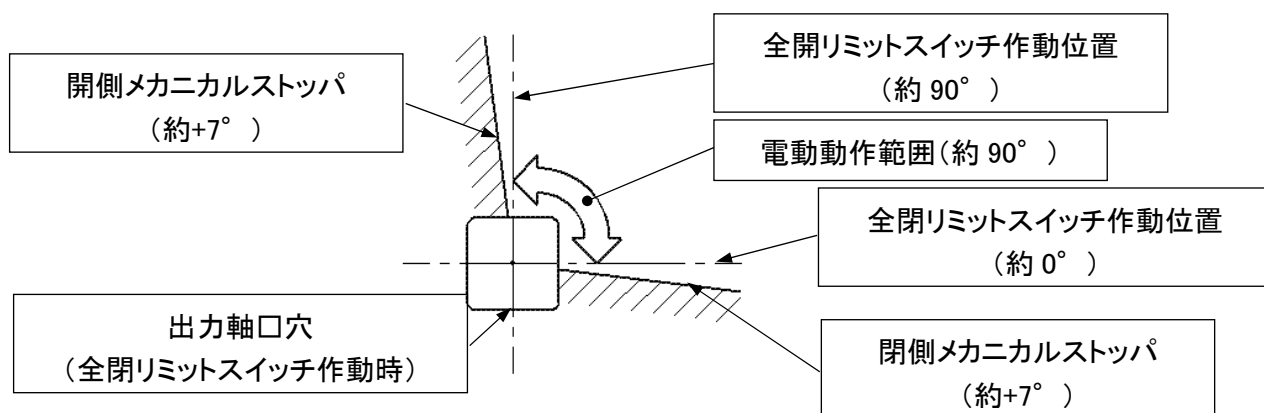 全開リミットスイッチ作動位置
（約 90°）
開側メカニカルストッパ
（約+7°）
電動動作範囲（約 90°）
全閉リミットスイッチ作動位置
（約 0°）
出力軸口穴
（全閉リミットスイッチ作動時）
閉側メカニカルストッパ
（約+7°）